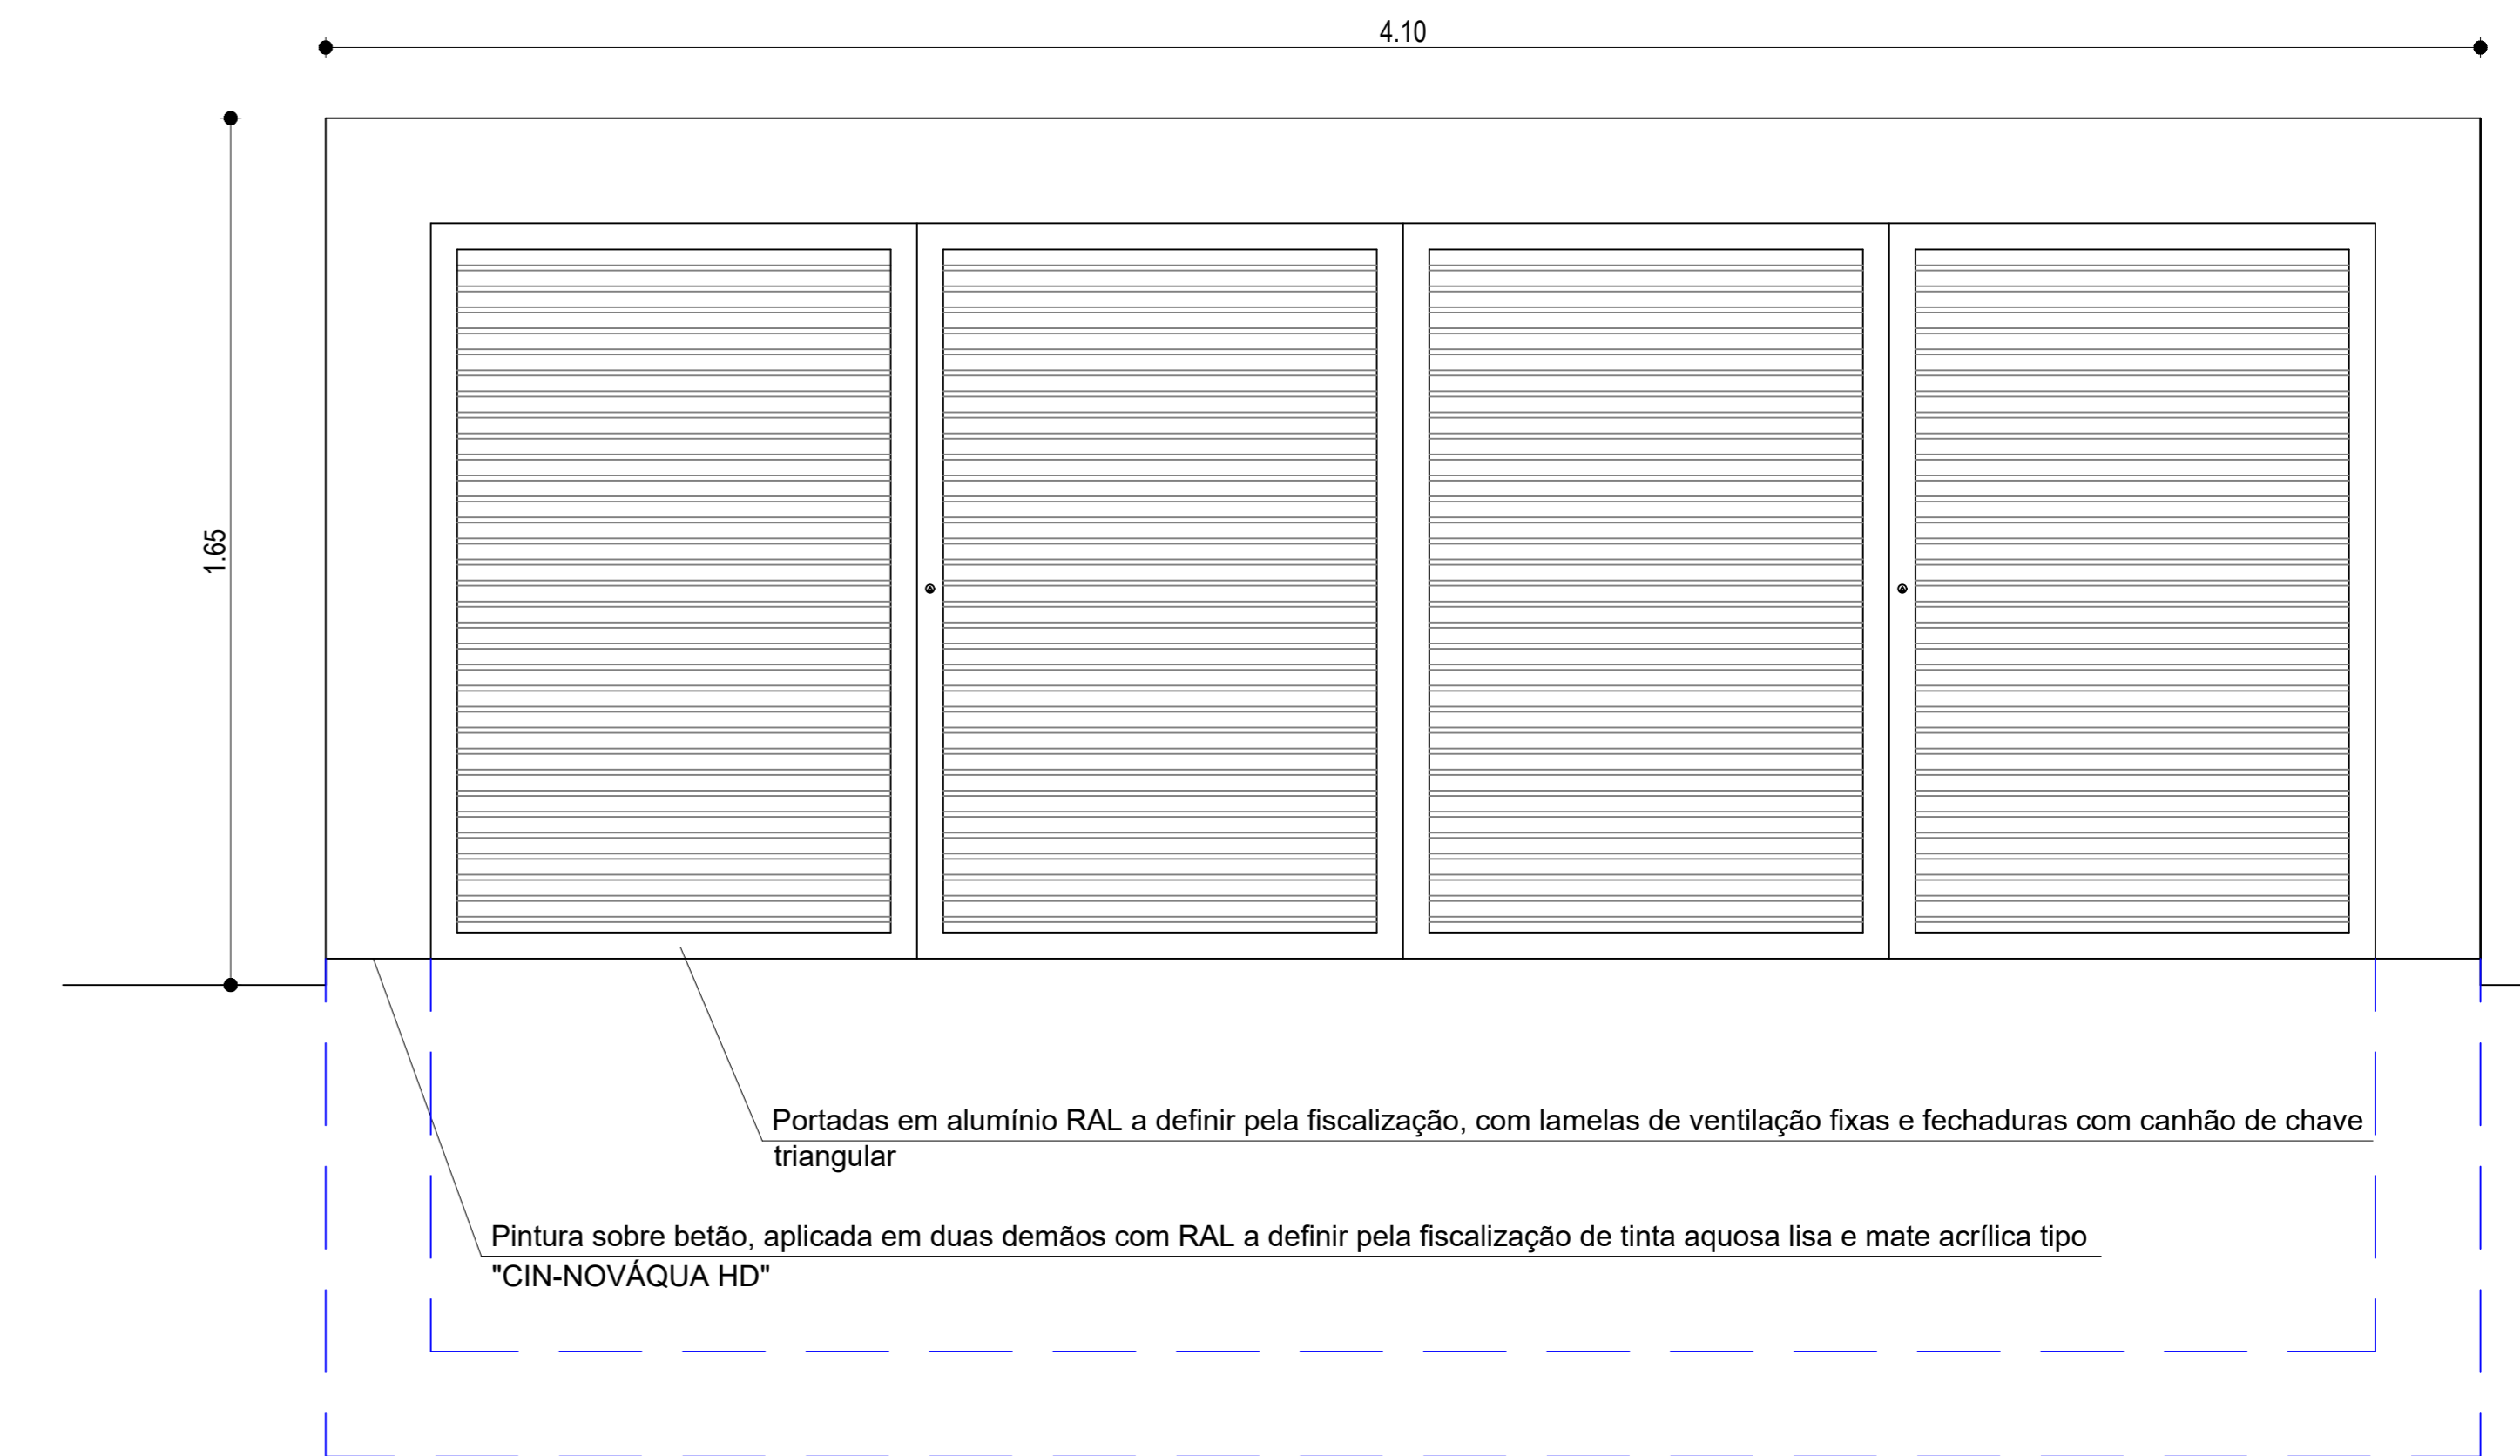 4.10
1.65
Portadas em alumínio RAL a definir pela fiscalização, com lamelas de ventilação fixas e fechaduras com canhão de chave
triangular
Pintura sobre betão, aplicada em duas demãos com RAL a definir pela fiscalização de tinta aquosa lisa e mate acrílica tipo
"CIN-NOVÁQUA HD"